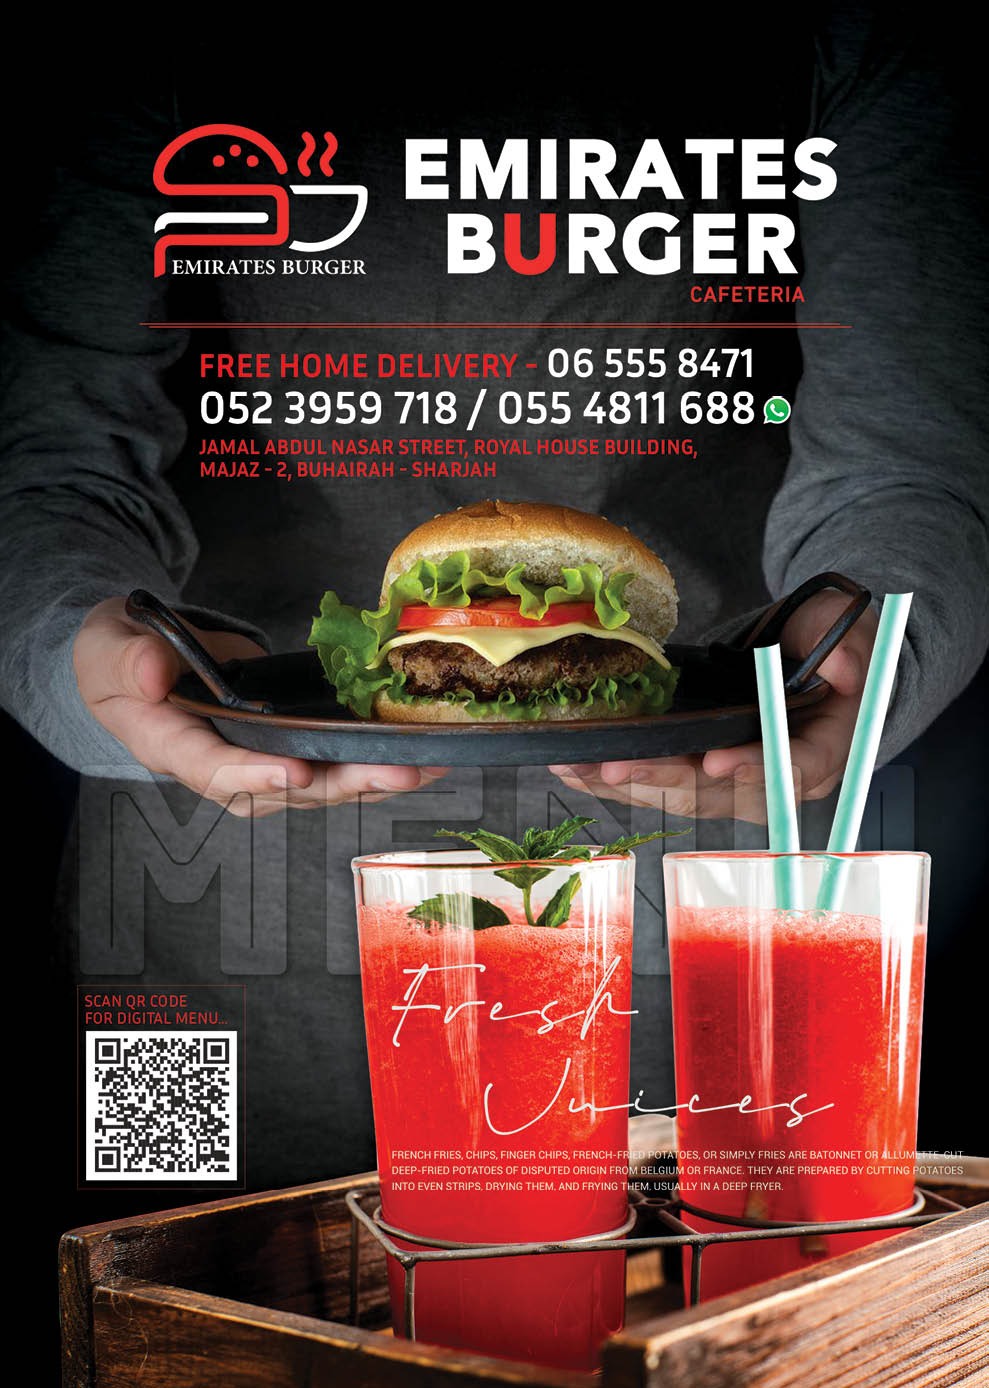 EMIRATES BURGER
EMIRATES
BURGER
CAFETERIA
FREE HOME DELIVERY - 06 555 8471
052 3959 718 / 055 4811 688
JAMAL ABDUL NASAR STREET, ROYAL HOUSE BUILDING,
MAJAZ - 2, BUHAIRAH - SHARJAH
MENU
SCAN QR CODE
FOR DIGITAL MENU...
Fresh
Juices
FRENCH FRIES, CHIPS, FINGER CHIPS, FRENCH-FRIED POTATOES, OR SIMPLY FRIES ARE BATONNET OR ALLUMETTE-CUT
DEEP-FRIED POTATOES OF DISPUTED ORIGIN FROM BELGIUM OR FRANCE. THEY ARE PREPARED BY CUTTING POTATOES
INTO EVEN STRIPS, DRYING THEM, AND FRYING THEM, USUALLY IN A DEEP FRYER.